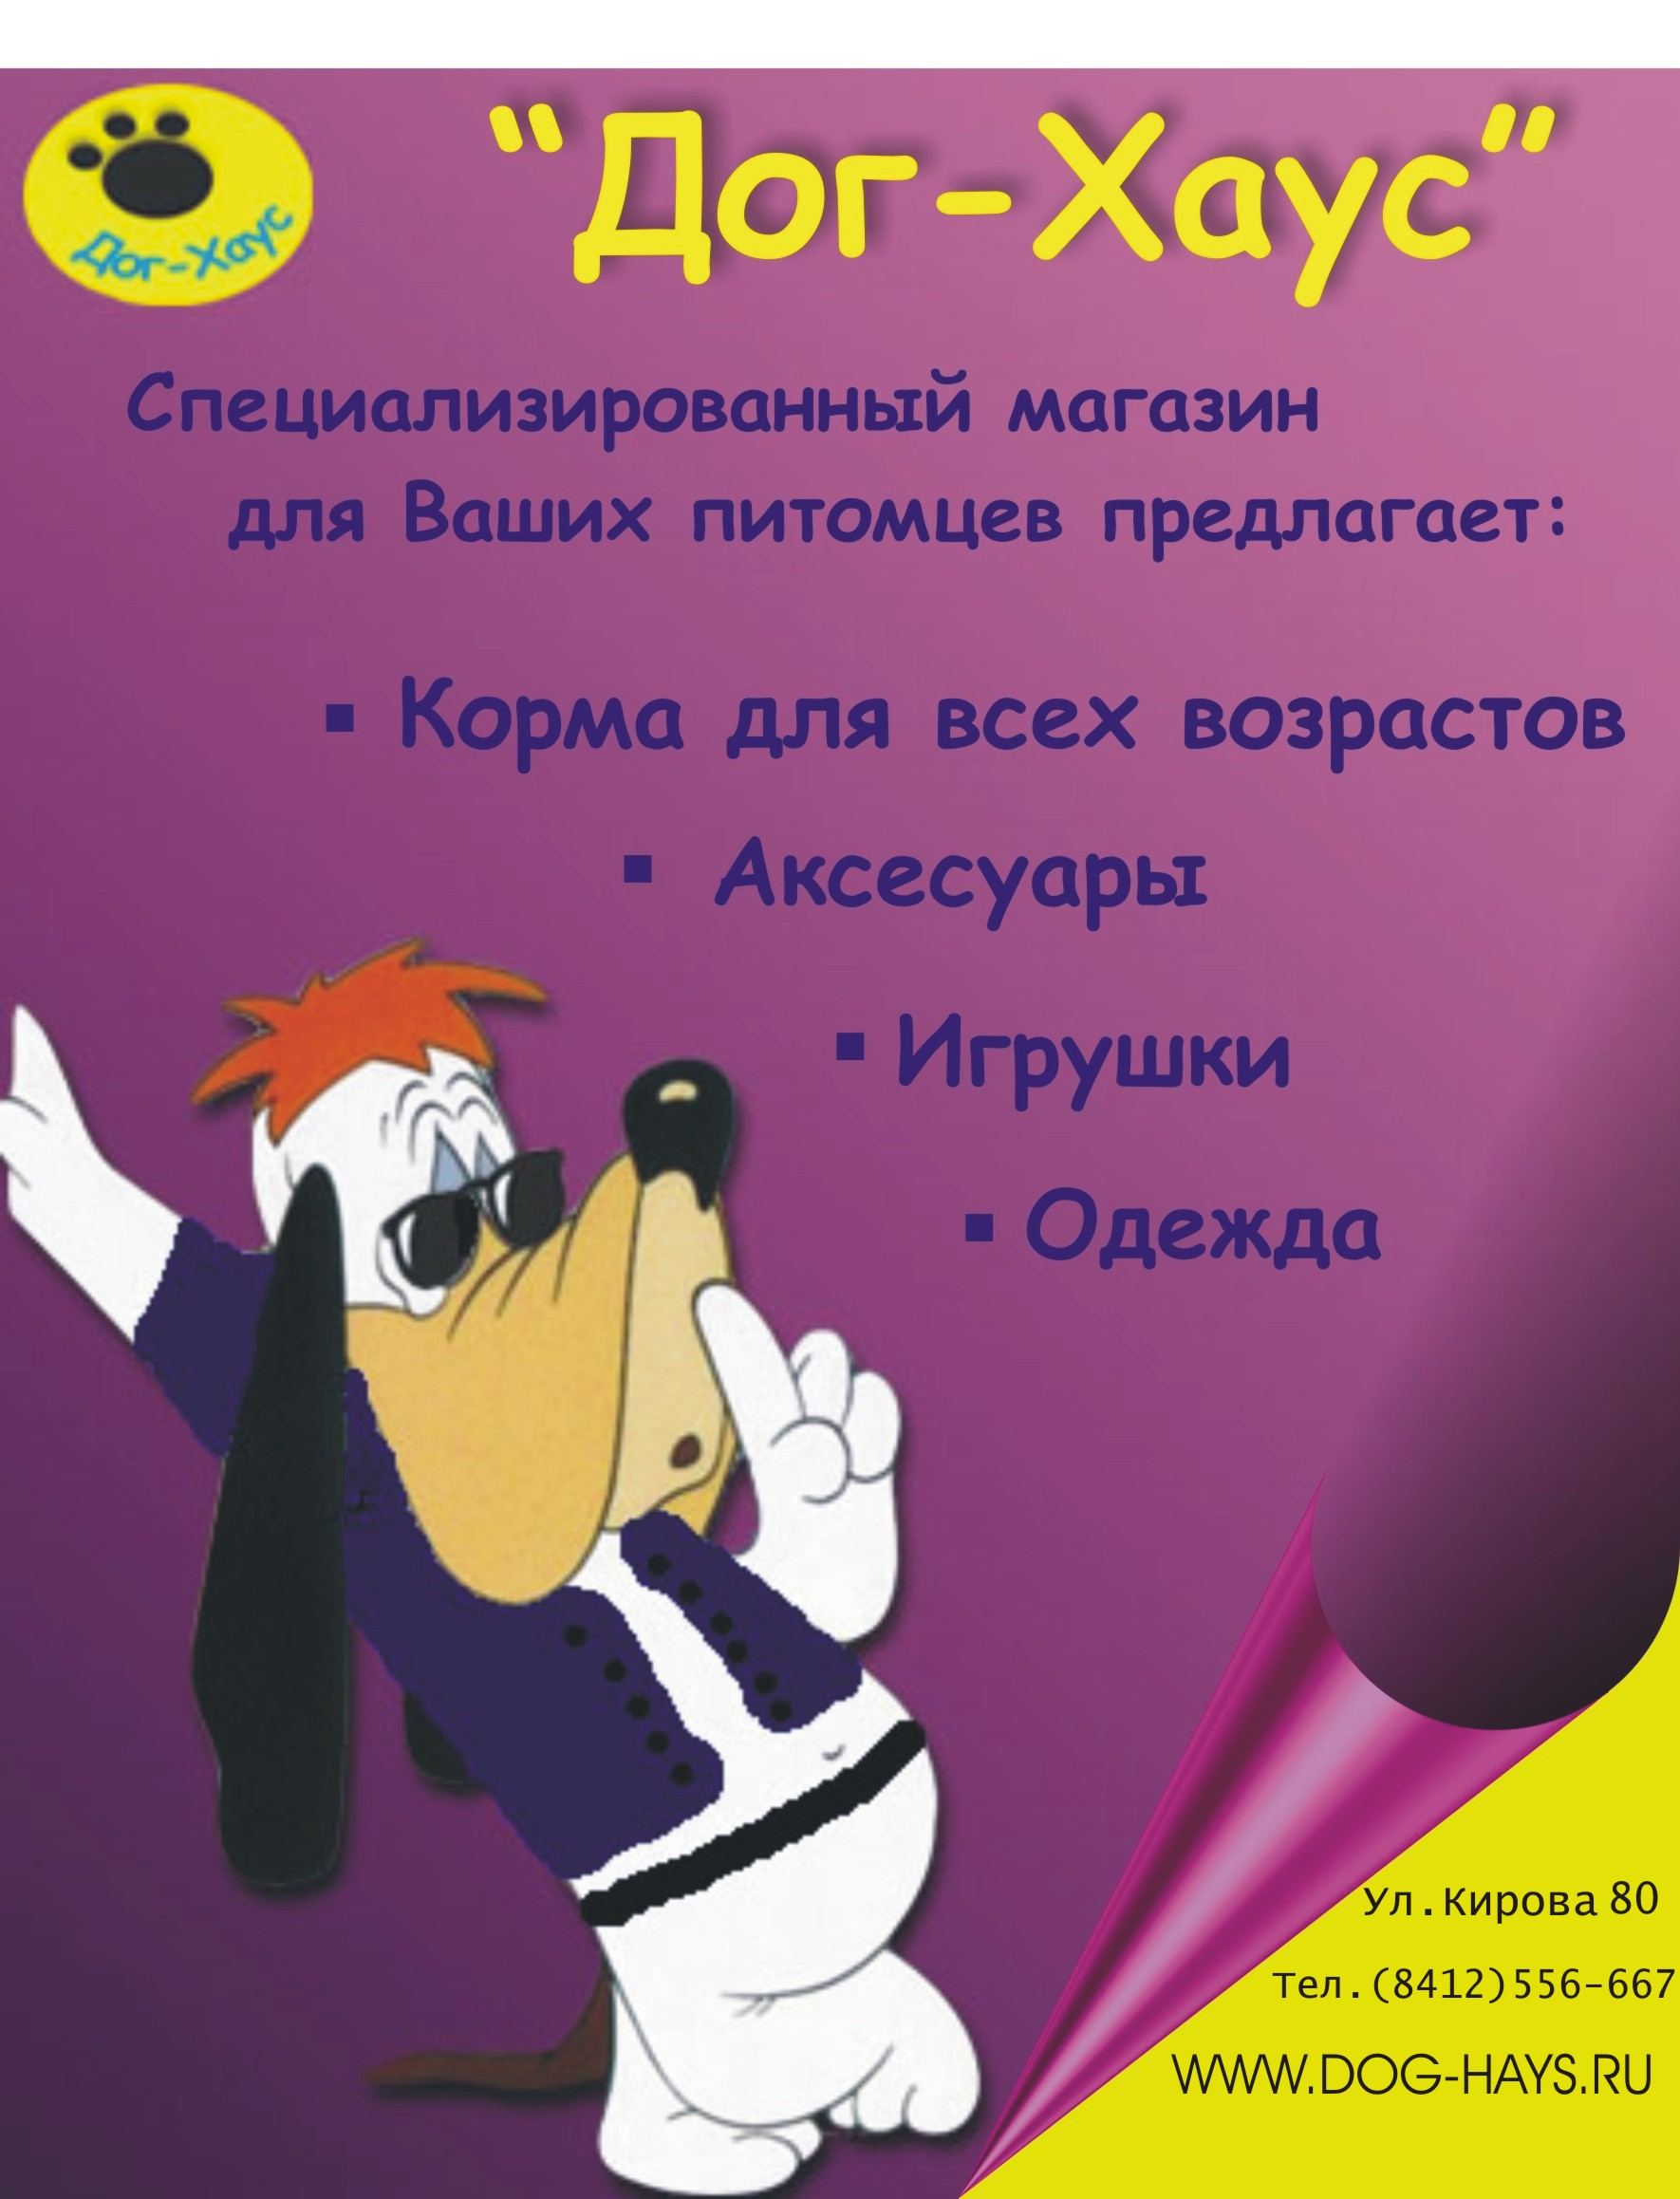 Дог-Хаус
“Дог-Хаус”
Специализированный магазин
для Ваших питомцев предлагает:
▪ Корма для всех возрастов
▪ Аксесуары
▪ Игрушки
▪ Одежда
Ул.Кирова 80
Тел.(8412)556-667
WWW.DOG-HAYS.RU